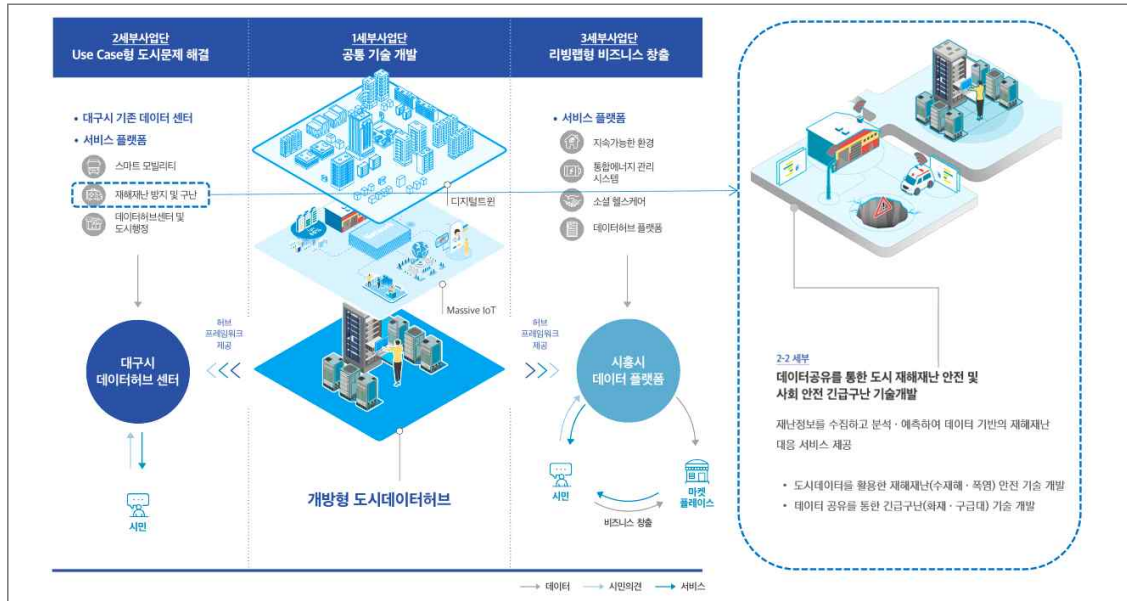 2세부사업단
Use Case형 도시문제 해결
• 대구시 기존 데이터 센터
• 서비스 플랫폼
스마트 모빌리티
재해재난 방지 및 구난
데이터허브센터 및
도시행정
대구시
데이터허브 센터
시민
1세부사업단
공통 기술 개발
디지털트윈
Massive IoT
허브
프레임워크
제공
허브
프레임워크
제공
개방형 도시데이터허브
3세부사업단
리빙랩형 비즈니스 창출
• 서비스 플랫폼
지속가능한 환경
통합에너지 관리
시스템
소셜 헬스케어
데이터허브 플랫폼
시흥시
데이터 플랫폼
시민
마켓
플레이스
비즈니스 창출
데이터
시민의견
서비스
2-2 세부
데이터공유를 통한 도시 재해재난 안전 및
사회 안전 긴급구난 기술개발
재난정보를 수집하고 분석 · 예측하여 데이터 기반의 재해재난
대응 서비스 제공
• 도시데이터를 활용한 재해재난(수재해 · 폭염) 안전 기술 개발
• 데이터 공유를 통한 긴급구난(화재 · 구급대) 기술 개발